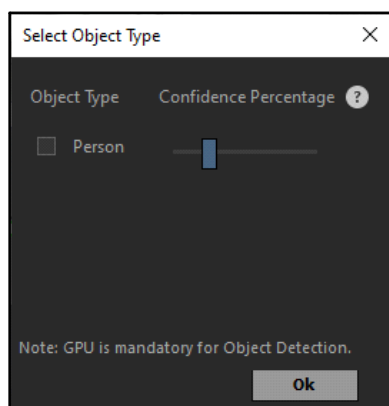 Select Object Type
Object Type Confidence Percentage ?
Person
Note: GPU is mandatory for Object Detection.
Ok